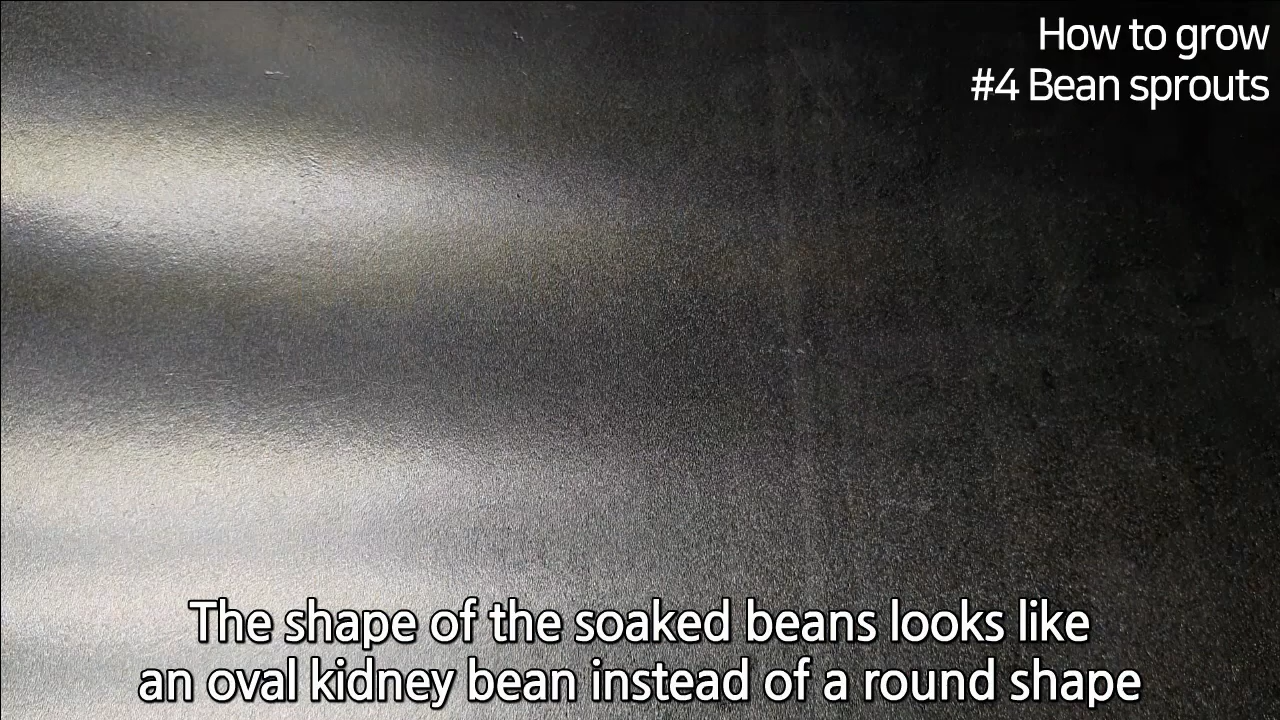 How to grow
#4 Bean sprouts
The shape of the soaked beans looks like
an oval kidney bean instead of a round shape